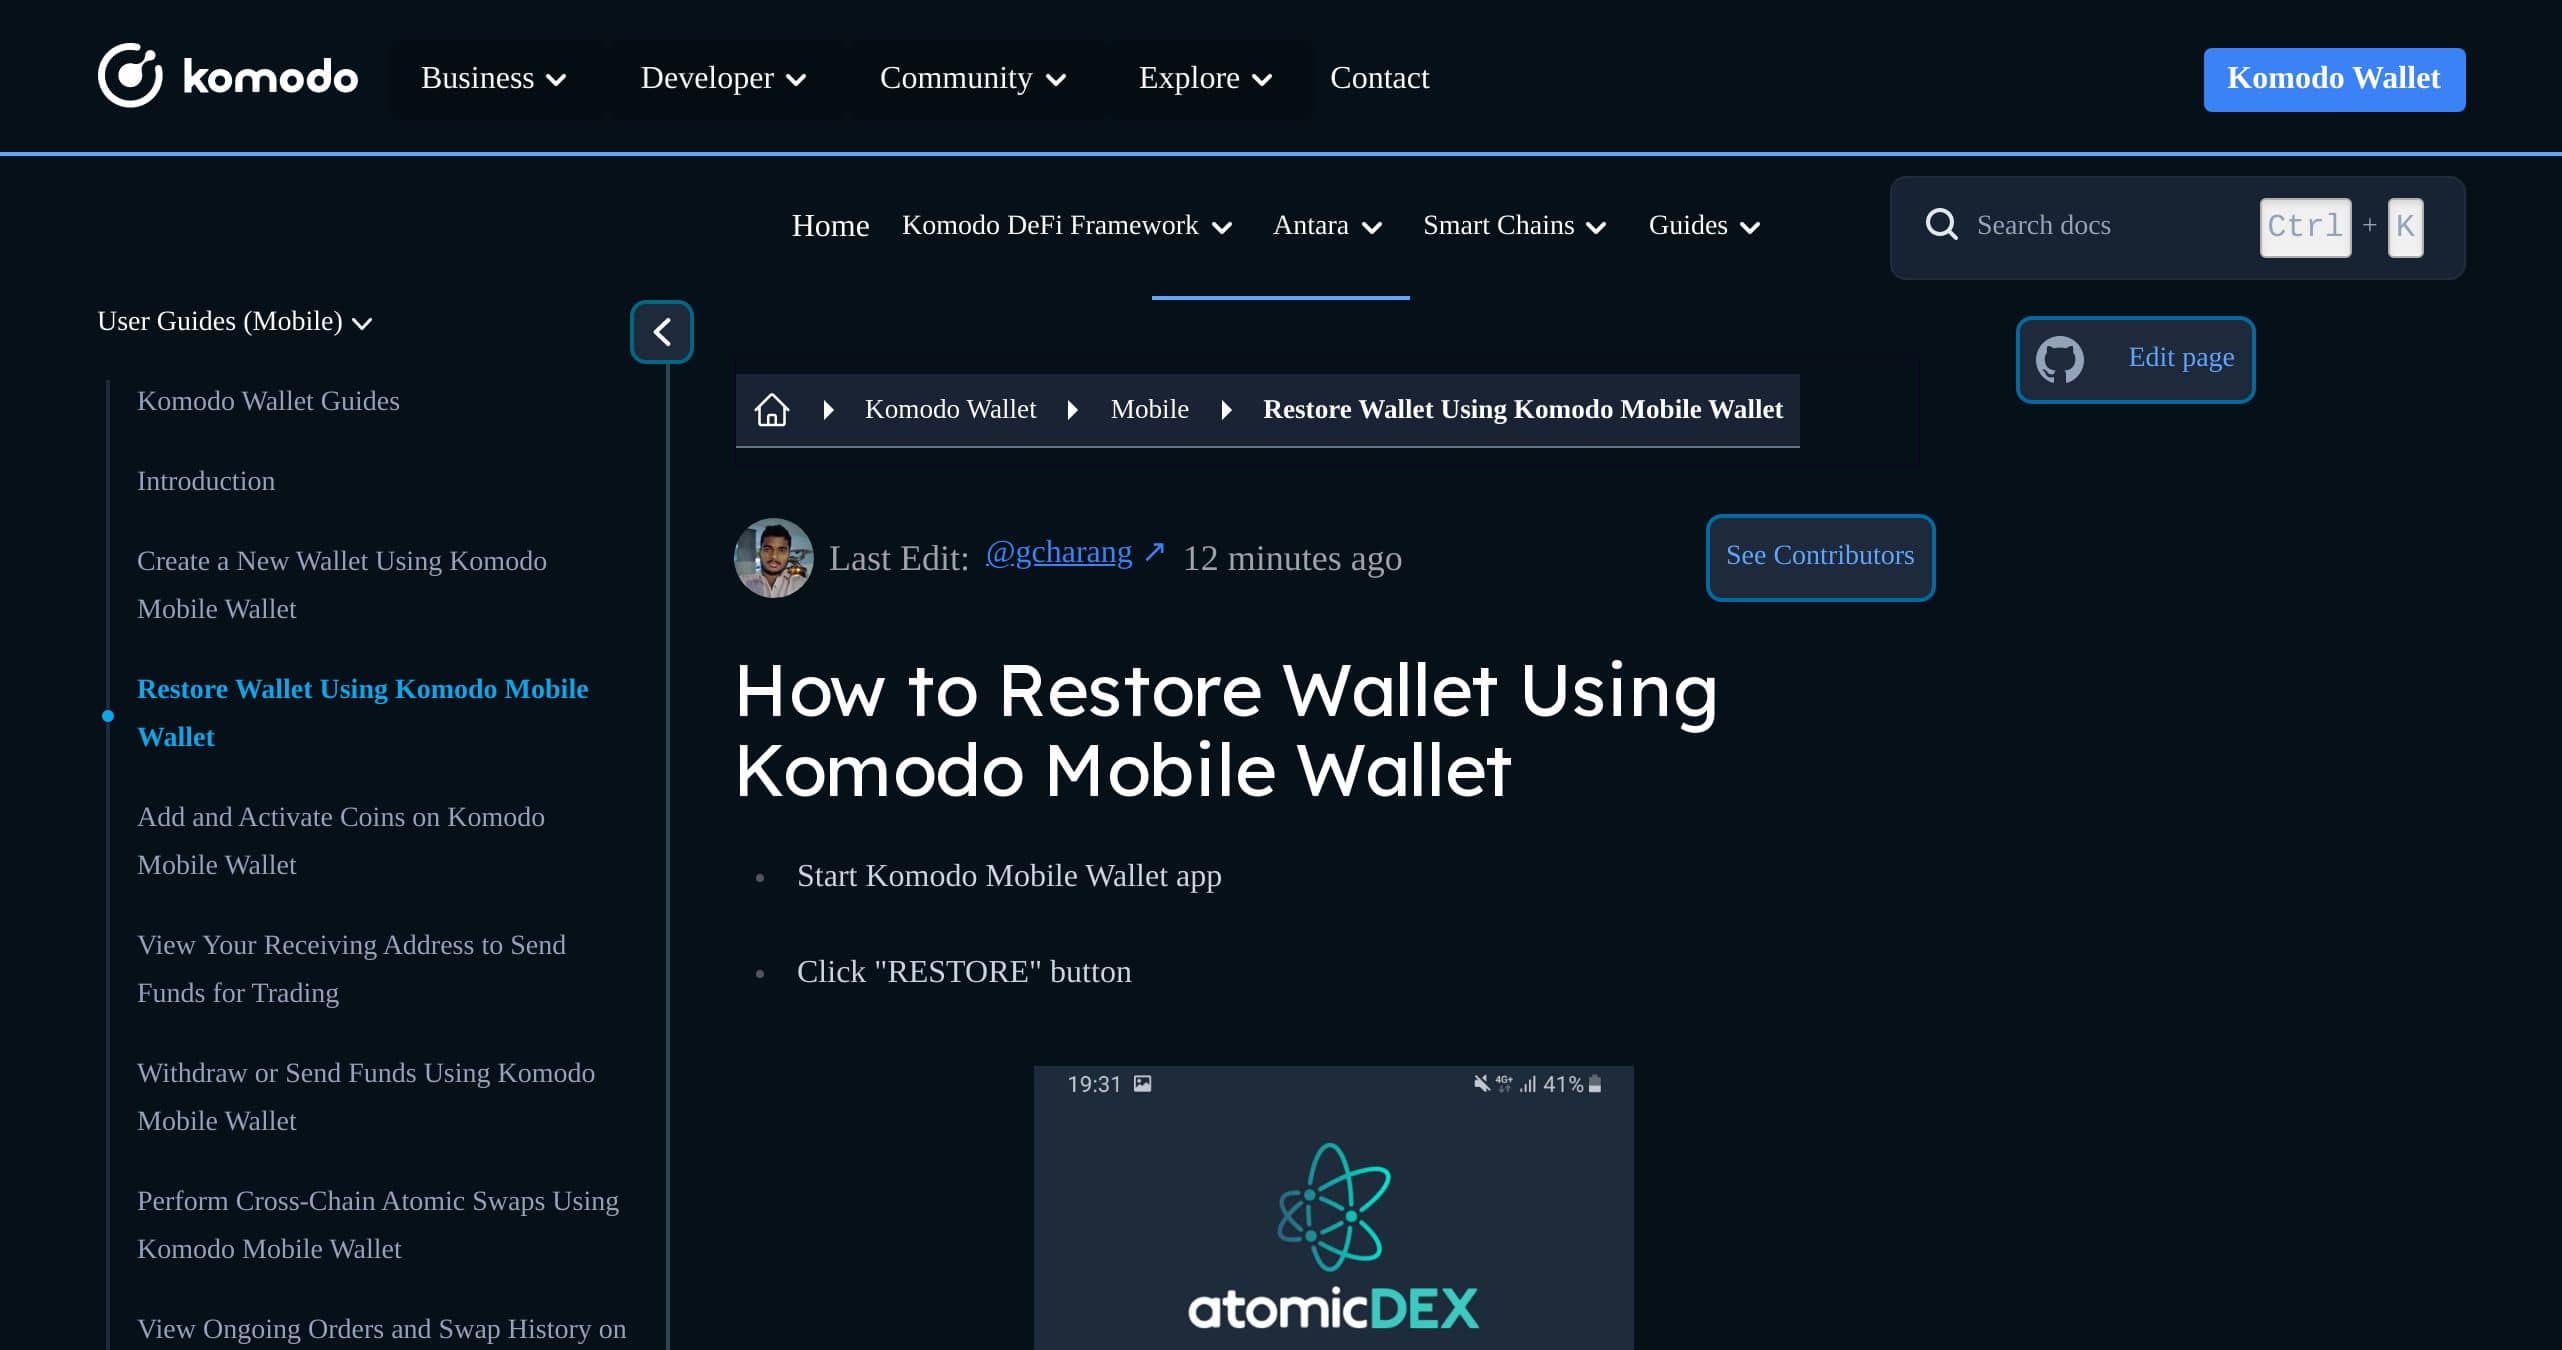 komodo
Business
Developer
Community
Explore
Contact
Komodo Wallet
Home
Komodo DeFi Framework
Antara
Smart Chains
Guides
Search docs
Ctrl + K
User Guides (Mobile)
Komodo Wallet Guides
Introduction
Create a New Wallet Using Komodo
Mobile Wallet
Restore Wallet Using Komodo Mobile
Wallet
Add and Activate Coins on Komodo
Mobile Wallet
View Your Receiving Address to Send
Funds for Trading
Withdraw or Send Funds Using Komodo
Mobile Wallet
Perform Cross-Chain Atomic Swaps Using
Komodo Mobile Wallet
View Ongoing Orders and Swap History on
Edit page
Komodo Wallet
Mobile
Restore Wallet Using Komodo Mobile Wallet
Last Edit: @gcharang ↗ 12 minutes ago
See Contributors
How to Restore Wallet Using
Komodo Mobile Wallet
• Start Komodo Mobile Wallet app
• Click "RESTORE" button
19:31
4G+ 41%
atomicDEX